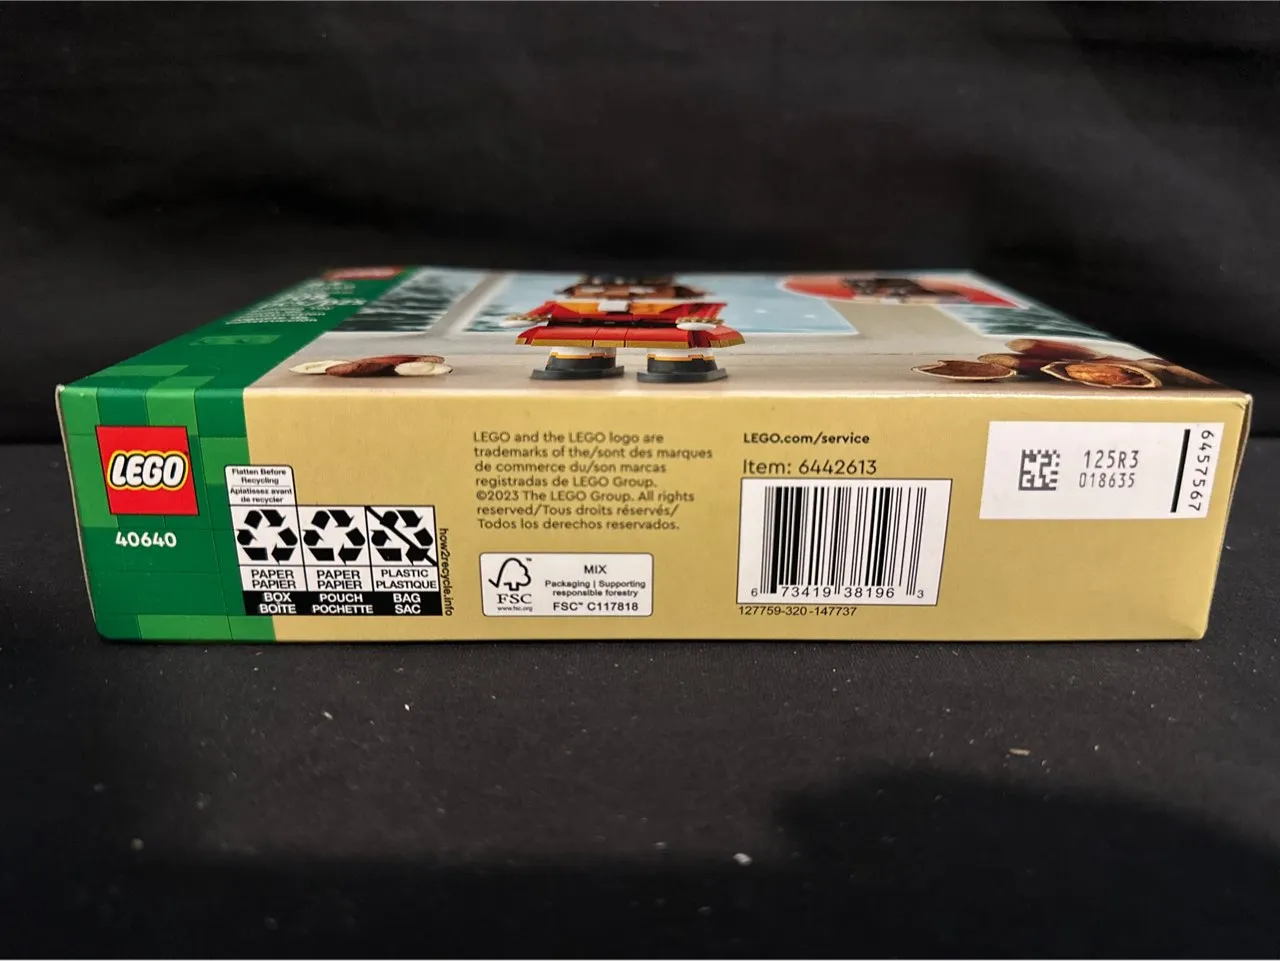 LEGO
40640
Flatten Before
Recycling
Aplatissez avant
de recycler
PAPER
PAPIER
BOX
BOÎTE
PAPER
PAPIER
POUCH
POCHETTE
PLASTIC
PLASTIQUE
BAG
SAC
how2recycle.info
LEGO and the LEGO logo are
trademarks of the/sont des marques
de commerce du/son marcas
registradas de LEGO Group.
©2023 The LEGO Group. All rights
reserved/Tous droits réservés/
Todos los derechos reservados.
FSC
www.fsc.org
MIX
Packaging | Supporting
responsible forestry
FSC™ C117818
LEGO.com/service
Item: 6442613
6 73419 38196 3
127759-320-147737
125R3
018635
6457567